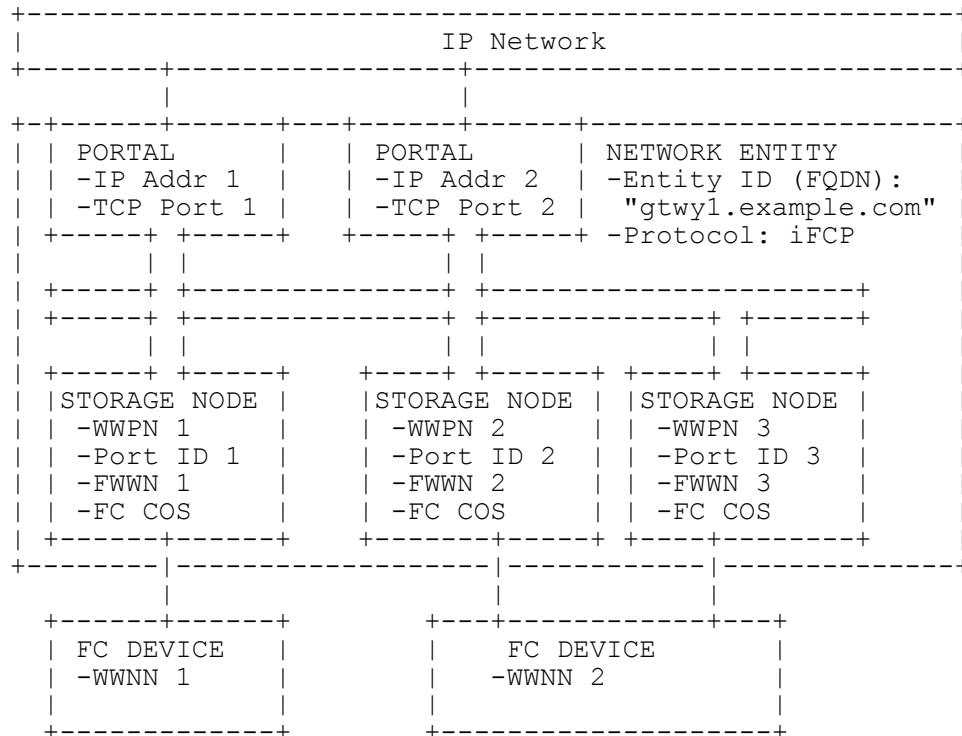 IP Network
PORTAL PORTAL NETWORK ENTITY
-IP Addr 1 -IP Addr 2 -Entity ID (FQDN):
-TCP Port 1 -TCP Port 2 "gtwy1.example.com"
-Protocol: iFCP
STORAGE NODE STORAGE NODE STORAGE NODE
-WWPN 1 -WWPN 2 -WWPN 3
-Port ID 1 -Port ID 2 -Port ID 3
-FWWN 1 -FWWN 2 -FWWN 3
-FC COS -FC COS -FC COS
FC DEVICE FC DEVICE
-WWNN 1 -WWNN 2